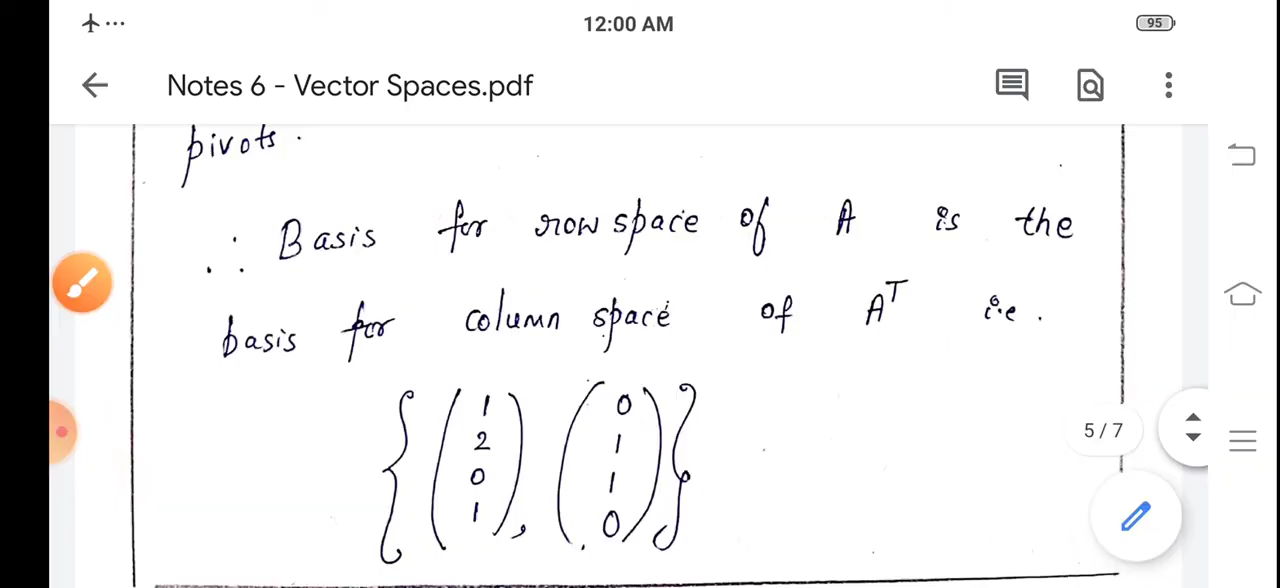 12:00 AM
95
Notes 6 - Vector Spaces.pdf
pivots.
∴ Basis for row space of A is the
basis for column space of Aᵀ i.e.
{ ( 1 2 0 1 ) , ( 0 1 1 0 ) }
5 / 7